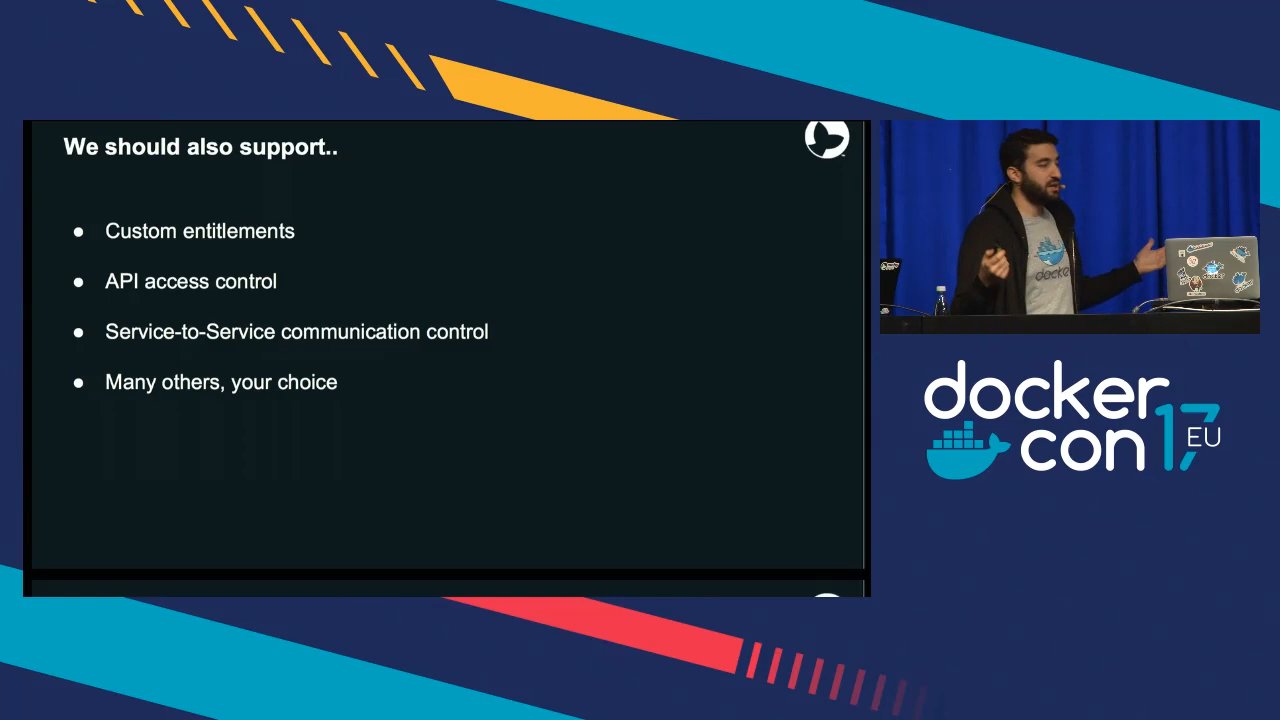 We should also support..
● Custom entitlements
● API access control
● Service-to-Service communication control
● Many others, your choice
docker
docker
con 17 EU